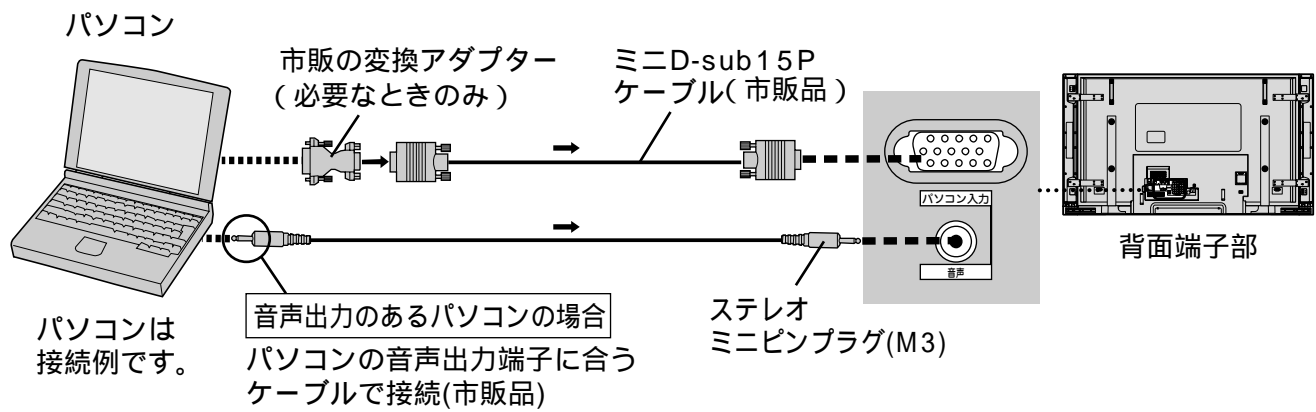 パソコン
市販の変換アダプター
(必要なときのみ)
ミニD-sub15P
ケーブル(市販品)
パソコン入力
音声
背面端子部
パソコンは
接続例です。
音声出力のあるパソコンの場合
パソコンの音声出力端子に合う
ケーブルで接続(市販品)
ステレオ
ミニピンプラグ(M3)